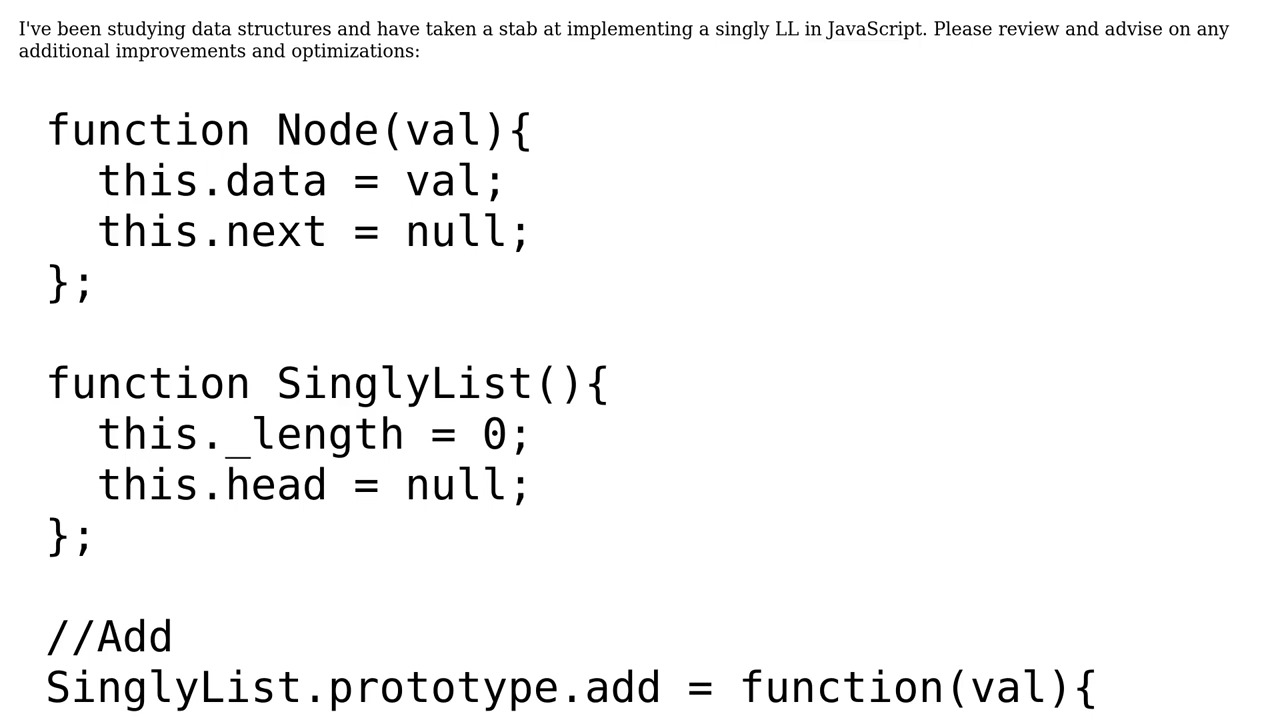 I've been studying data structures and have taken a stab at implementing a singly LL in JavaScript. Please review and advise on any
additional improvements and optimizations:
function Node(val){
  this.data = val;
  this.next = null;
};
function SinglyList(){
  this._length = 0;
  this.head = null;
};
//Add
SinglyList.prototype.add = function(val){